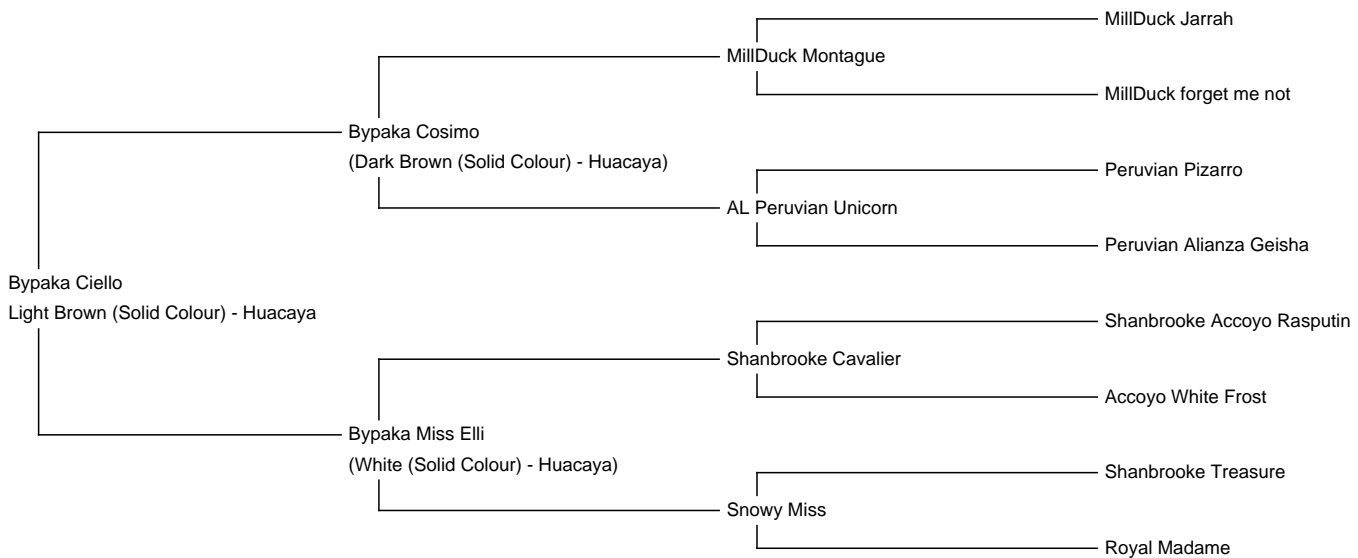 MillDuck Jarrah
MillDuck Montague
MillDuck forget me not
Bypaka Cosimo
(Dark Brown (Solid Colour) - Huacaya)
Peruvian Pizarro
AL Peruvian Unicorn
Peruvian Alianza Geisha
Bypaka Ciello
Light Brown (Solid Colour) - Huacaya
Shanbrooke Accoyo Rasputin
Shanbrooke Cavalier
Accoyo White Frost
Bypaka Miss Elli
(White (Solid Colour) - Huacaya)
Shanbrooke Treasure
Snowy Miss
Royal Madame